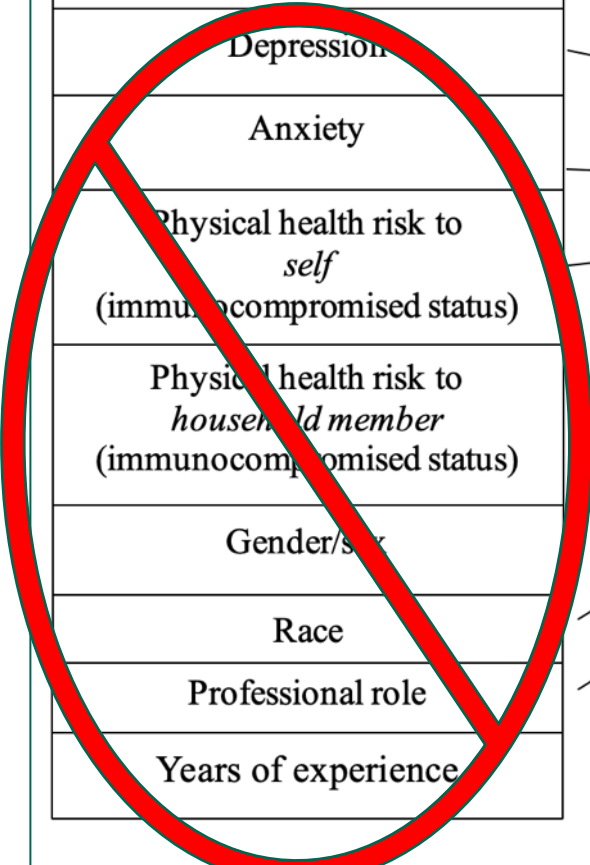 Depression
Anxiety
Physical health risk to
self
(immunocompromised status)
Physical health risk to
household member
(immunocompromised status)
Gender/sex
Race
Professional role
Years of experience